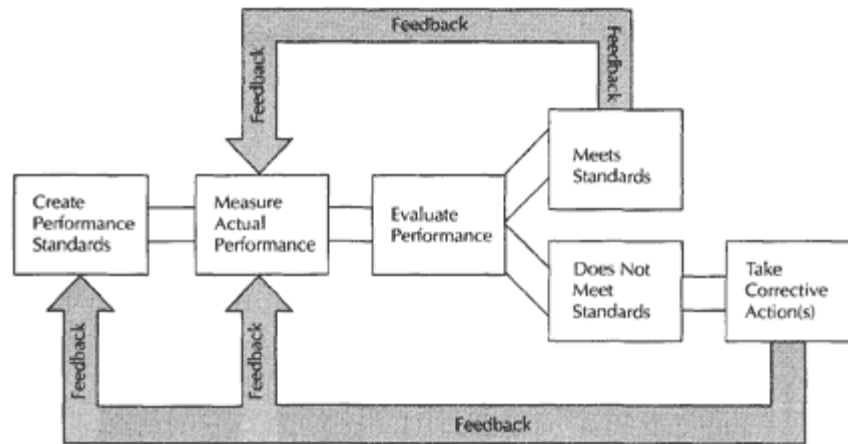 Feedback
Feedback
Feedback
Meets
Standards
Create
Performance
Standards
Measure
Actual
Performance
Evaluate
Performance
Does Not
Meet
Standards
Take
Corrective
Action(s)
Feedback
Feedback
Feedback